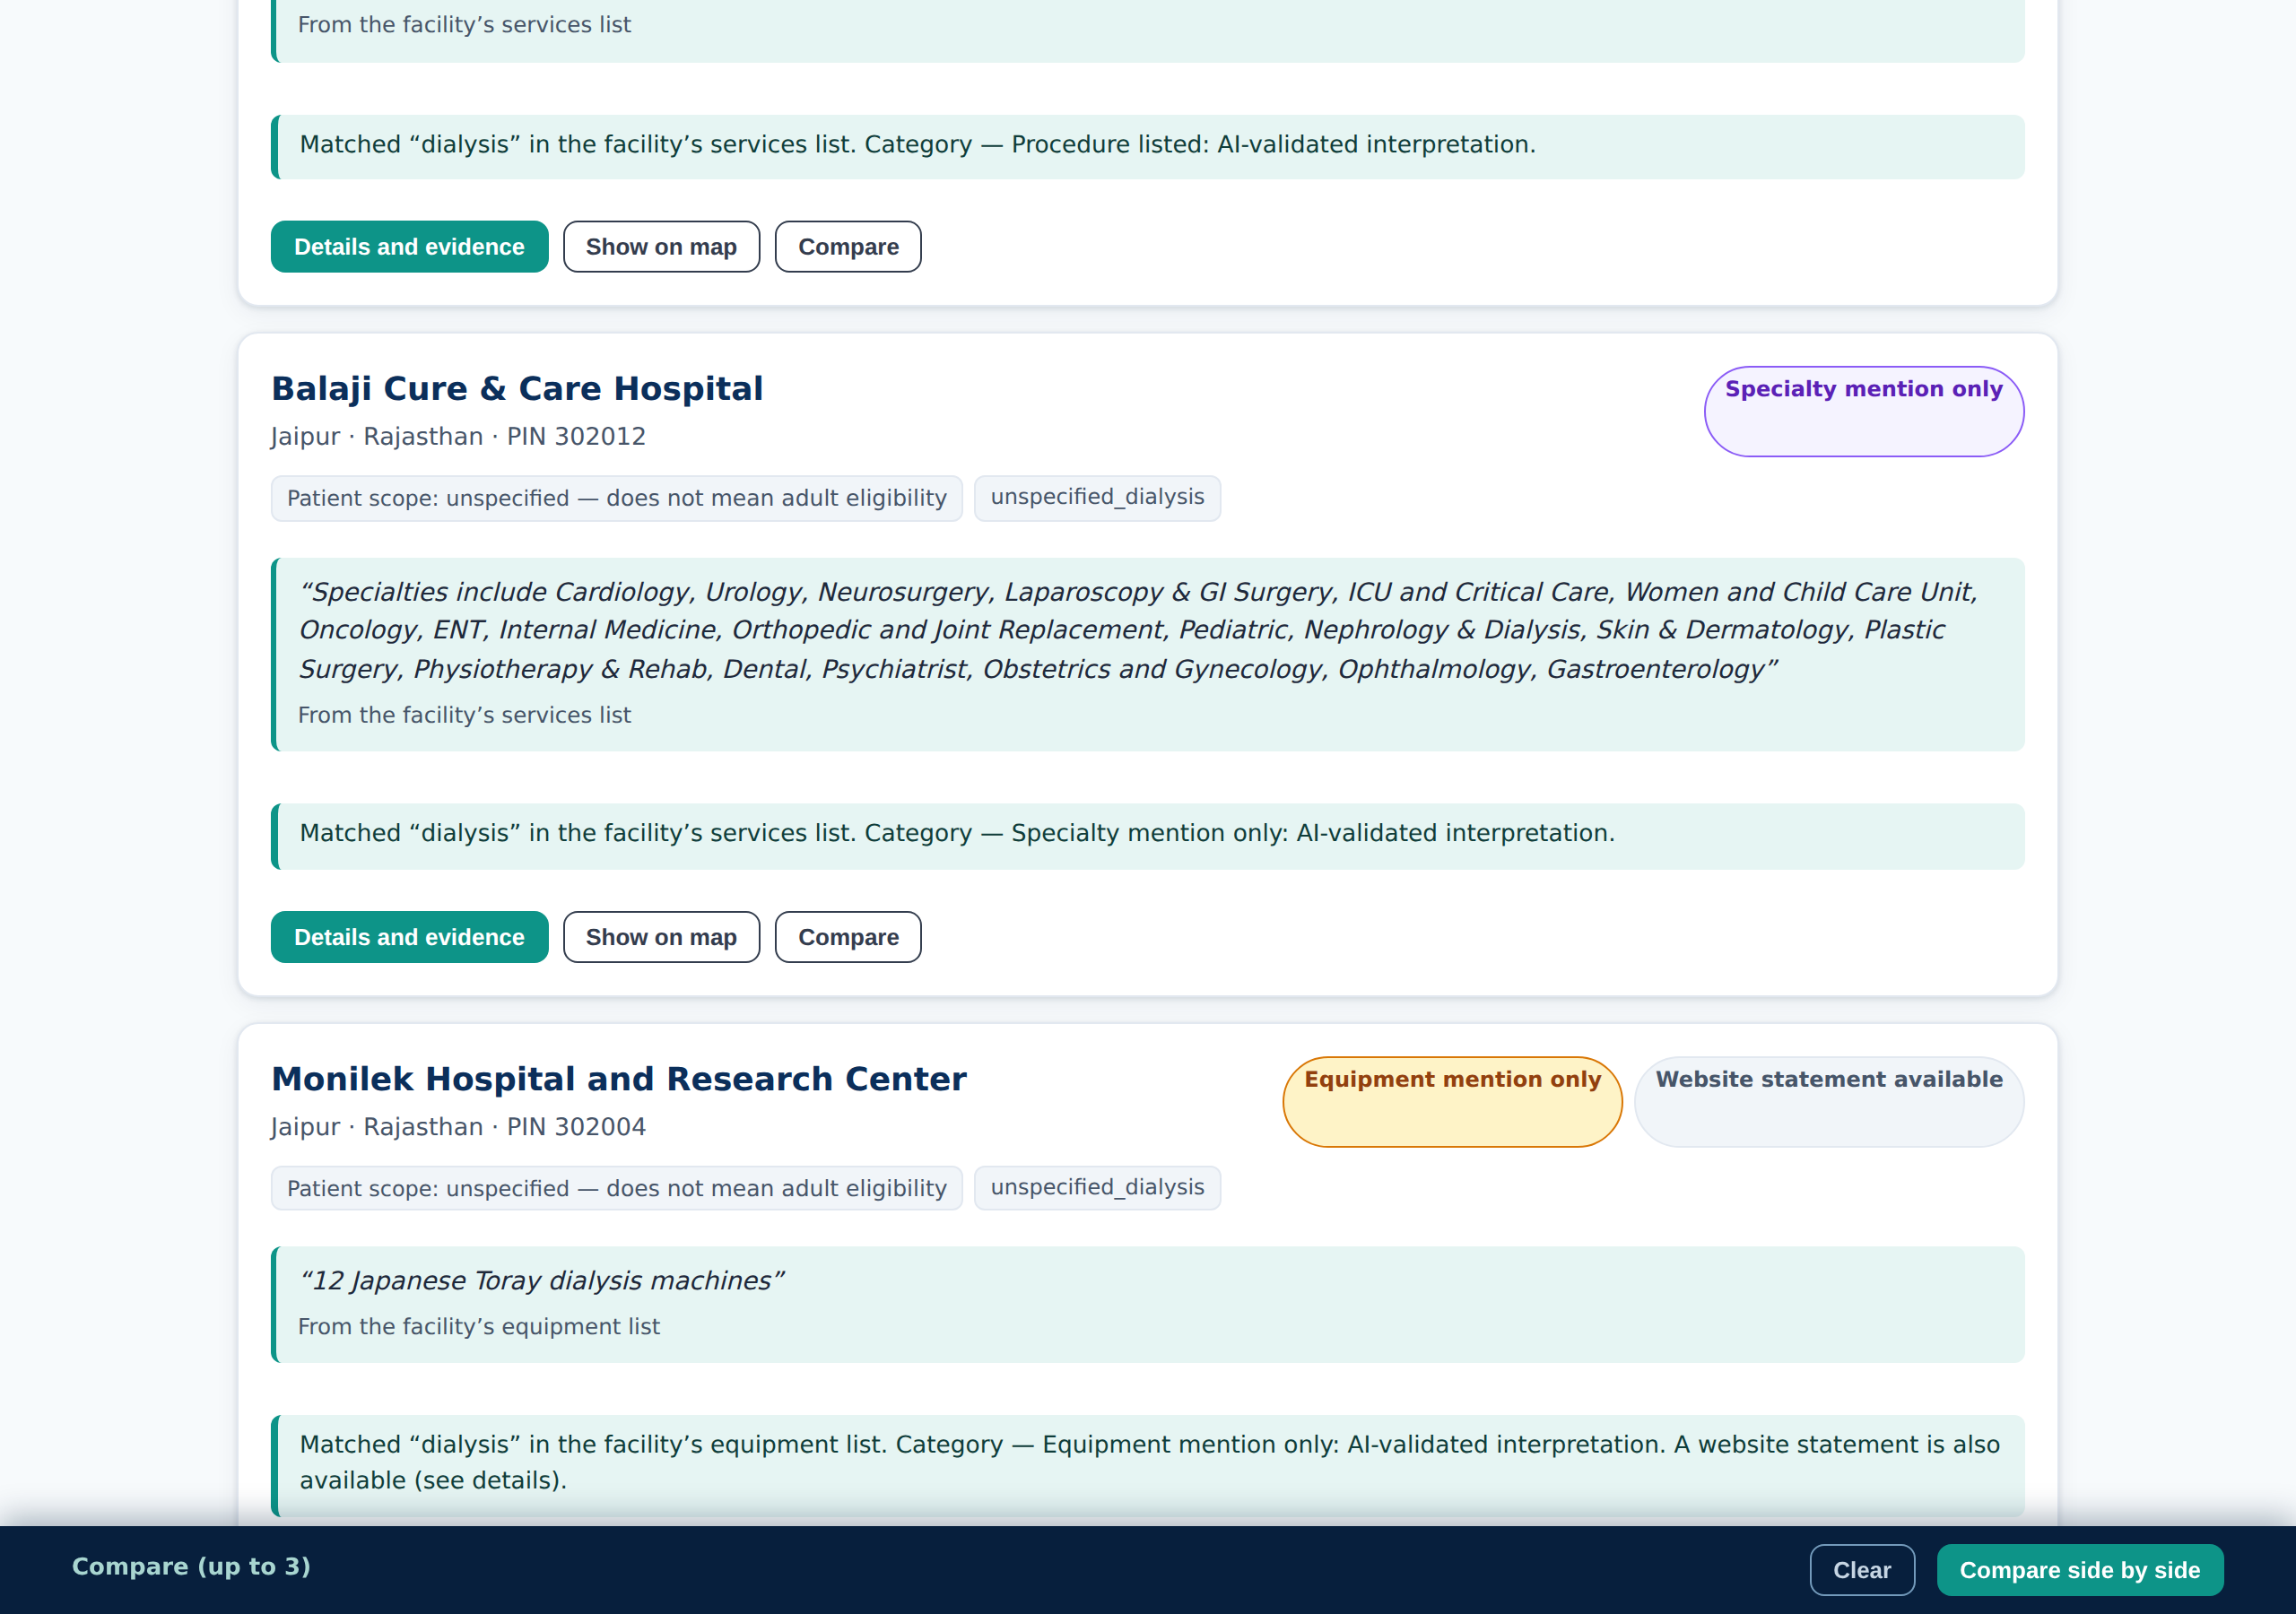 From the facility’s services list
Matched “dialysis” in the facility’s services list. Category — Procedure listed: AI-validated interpretation.
Details and evidence
Show on map
Compare
Balaji Cure & Care Hospital
Specialty mention only
Jaipur · Rajasthan · PIN 302012
Patient scope: unspecified — does not mean adult eligibility
unspecified_dialysis
“Specialties include Cardiology, Urology, Neurosurgery, Laparoscopy & GI Surgery, ICU and Critical Care, Women and Child Care Unit,
Oncology, ENT, Internal Medicine, Orthopedic and Joint Replacement, Pediatric, Nephrology & Dialysis, Skin & Dermatology, Plastic
Surgery, Physiotherapy & Rehab, Dental, Psychiatrist, Obstetrics and Gynecology, Ophthalmology, Gastroenterology”
From the facility’s services list
Matched “dialysis” in the facility’s services list. Category — Specialty mention only: AI-validated interpretation.
Details and evidence
Show on map
Compare
Monilek Hospital and Research Center
Equipment mention only
Website statement available
Jaipur · Rajasthan · PIN 302004
Patient scope: unspecified — does not mean adult eligibility
unspecified_dialysis
“12 Japanese Toray dialysis machines”
From the facility’s equipment list
Matched “dialysis” in the facility’s equipment list. Category — Equipment mention only: AI-validated interpretation. A website statement is also
available (see details).
Compare (up to 3)
Clear
Compare side by side